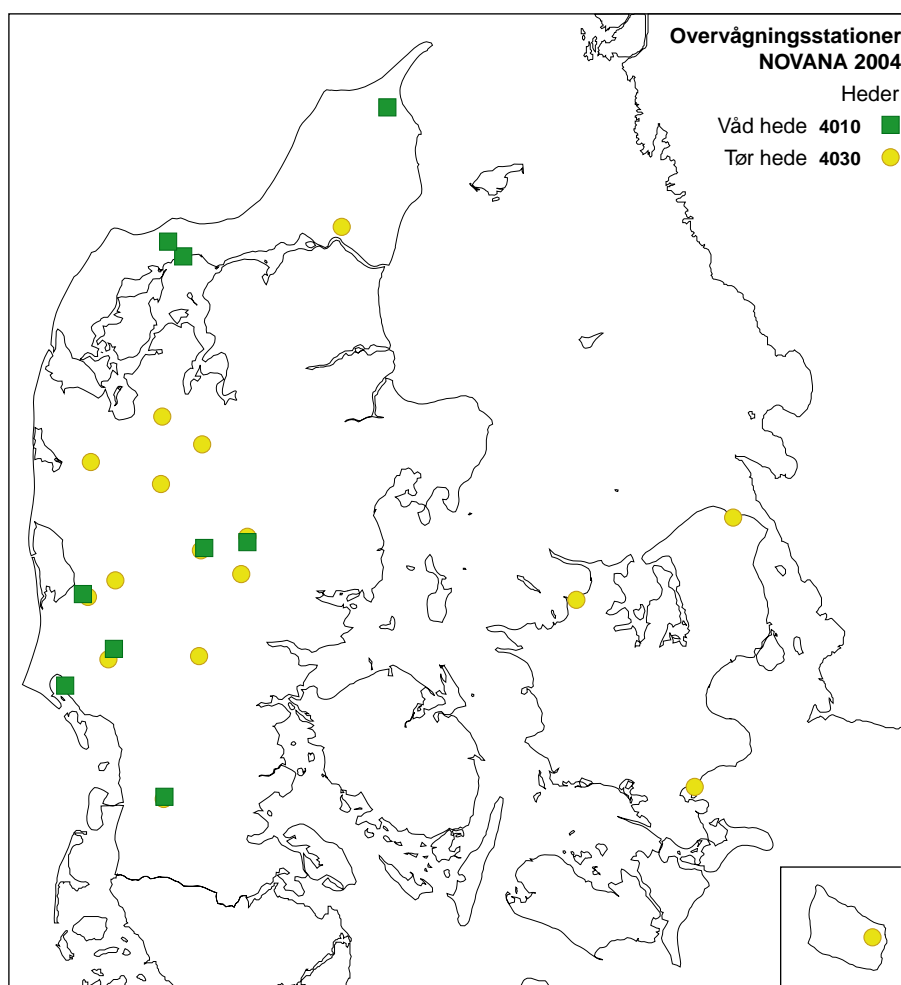 Overvågningsstationer
NOVANA 2004
Heder
Våd hede 4010
Tør hede 4030